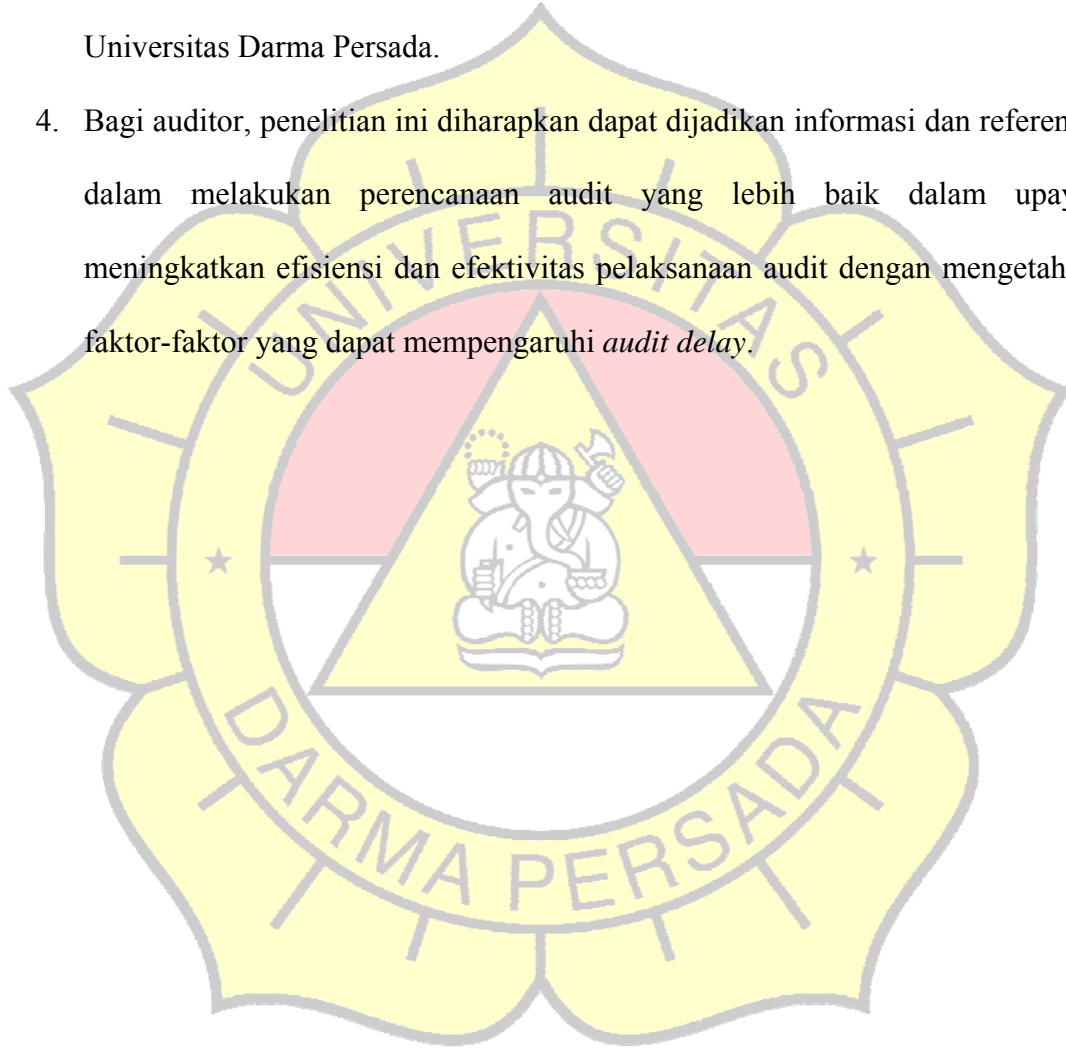 Universitas Darma Persada.
4. Bagi auditor, penelitian ini diharapkan dapat dijadikan informasi dan referen
dalam melakukan perencanaan audit yang lebih baik dalam upay
meningkatkan efisiensi dan efektivitas pelaksanaan audit dengan mengetah
faktor-faktor yang dapat mempengaruhi audit delay.
UNIVERSITAS
DARMA PERSADA